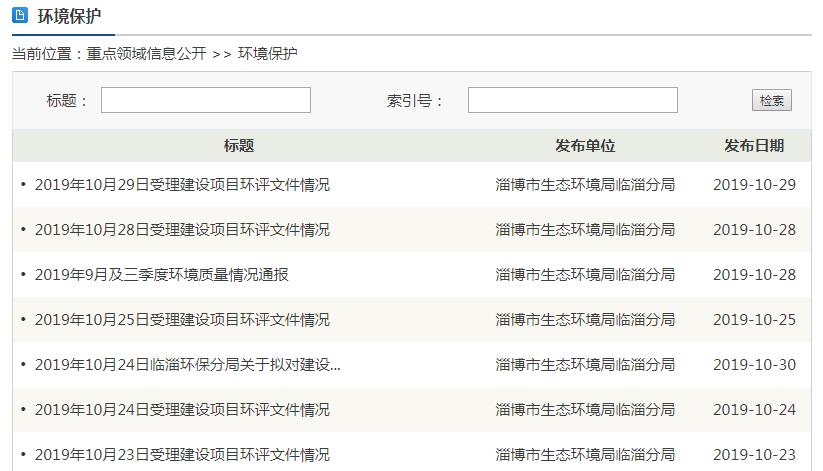 环境保护
当前位置：重点领域信息公开 >> 环境保护
标题： 索引号： 检索
标题 发布单位 发布日期
• 2019年10月29日受理建设项目环评文件情况 淄博市生态环境局临淄分局 2019-10-29
• 2019年10月28日受理建设项目环评文件情况 淄博市生态环境局临淄分局 2019-10-28
• 2019年9月及三季度环境质量情况通报 淄博市生态环境局临淄分局 2019-10-28
• 2019年10月25日受理建设项目环评文件情况 淄博市生态环境局临淄分局 2019-10-25
• 2019年10月24日临淄环保分局关于拟对建设... 淄博市生态环境局临淄分局 2019-10-30
• 2019年10月24日受理建设项目环评文件情况 淄博市生态环境局临淄分局 2019-10-24
• 2019年10月23日受理建设项目环评文件情况 淄博市生态环境局临淄分局 2019-10-23